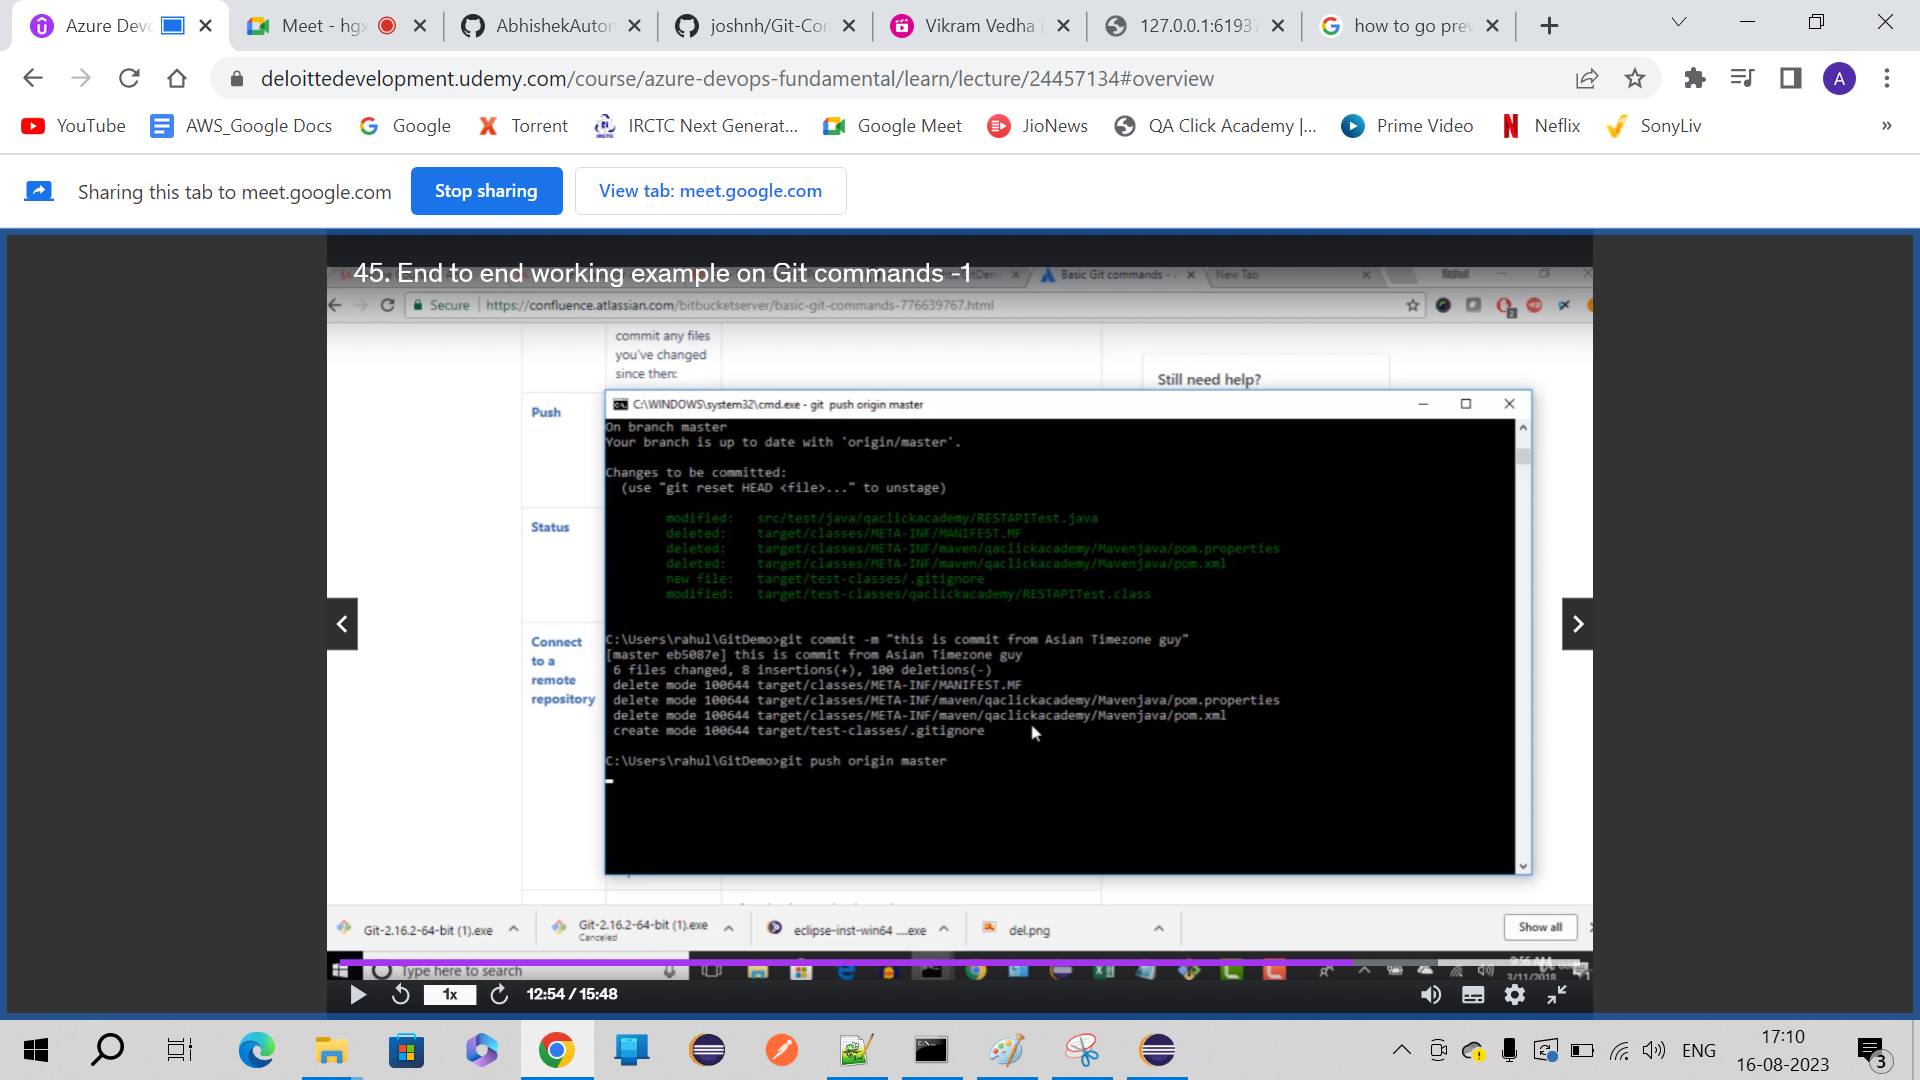 Azure Devo
Meet - hgx
AbhishekAuton
joshnh/Git-Con
Vikram Vedha (
127.0.0.1:61937
how to go prev
deloittedevelopment.udemy.com/course/azure-devops-fundamental/learn/lecture/24457134#overview
A
YouTube
AWS_Google Docs
Google
Torrent
IRCTC Next Generat...
Google Meet
JioNews
QA Click Academy |...
Prime Video
Neflix
SonyLiv
»
Sharing this tab to meet.google.com
Stop sharing
View tab: meet.google.com
45. End to end working example on Git commands -1
Basic Git commands -
New Tab
Secure
https://confluence.atlassian.com/bitbucketserver/basic-git-commands-776639767.html
commit any files
you've changed
since then:
Still need help?
Push
Status
Connect
to a
remote
repository
C:\WINDOWS\system32\cmd.exe - git push origin master
On branch master
Your branch is up to date with 'origin/master'.
Changes to be committed:
(use "git reset HEAD <file>..." to unstage)
modified: src/test/java/qaclickacademy/RESTAPITest.java
deleted: target/classes/META-INF/MANIFEST.MF
deleted: target/classes/META-INF/maven/qaclickacademy/Mavenjava/pom.properties
deleted: target/classes/META-INF/maven/qaclickacademy/Mavenjava/pom.xml
new file: target/test-classes/.gitignore
modified: target/test-classes/qaclickacademy/RESTAPITest.class
C:\Users\rahul\GitDemo>git commit -m "this is commit from Asian Timezone guy"
[master eb5087e] this is commit from Asian Timezone guy
6 files changed, 8 insertions(+), 100 deletions(-)
delete mode 100644 target/classes/META-INF/MANIFEST.MF
delete mode 100644 target/classes/META-INF/maven/qaclickacademy/Mavenjava/pom.properties
delete mode 100644 target/classes/META-INF/maven/qaclickacademy/Mavenjava/pom.xml
create mode 100644 target/test-classes/.gitignore
C:\Users\rahul\GitDemo>git push origin master
Git-2.16.2-64-bit (1).exe
Git-2.16.2-64-bit (1).exe
Canceled
eclipse-inst-win64 ....exe
del.png
Show all
Type here to search
9:56 AM
3/11/2018
1x
12:54 / 15:48
ENG
17:10
16-08-2023
3